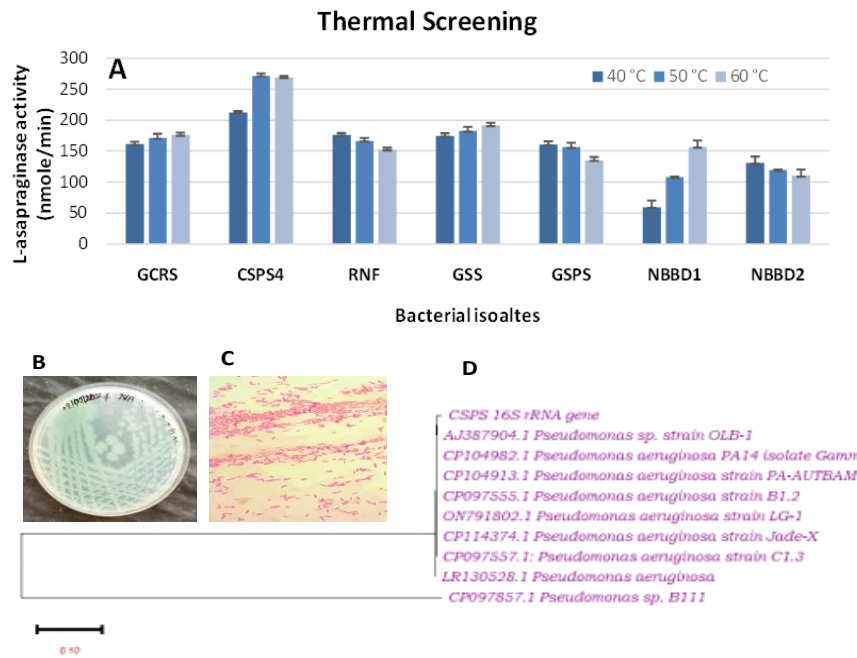 Thermal Screening
A
L-asapraginase activity
(nmole/min)
300
250
200
150
100
50
0
40 °C
50 °C
60 °C
GCRS CSPS4 RNF GSS GSPS NBBD1 NBBD2
Bacterial isoaltes
B
C
D
CSPS 16S rRNA gene
AJ387904.1 Pseudomonas sp. strain OLB-1
CP104982.1 Pseudomonas aeruginosa PA14 isolate Gamm
CP104913.1 Pseudomonas aeruginosa strain PA-AUTBAM
CP097555.1 Pseudomonas aeruginosa strain B1.2
ON791802.1 Pseudomonas aeruginosa strain LG-1
CP114374.1 Pseudomonas aeruginosa strain Jade-X
CP097557.1: Pseudomonas aeruginosa strain C1.3
LR130528.1 Pseudomonas aeruginosa
CP097857.1 Pseudomonas sp. B111
0.10